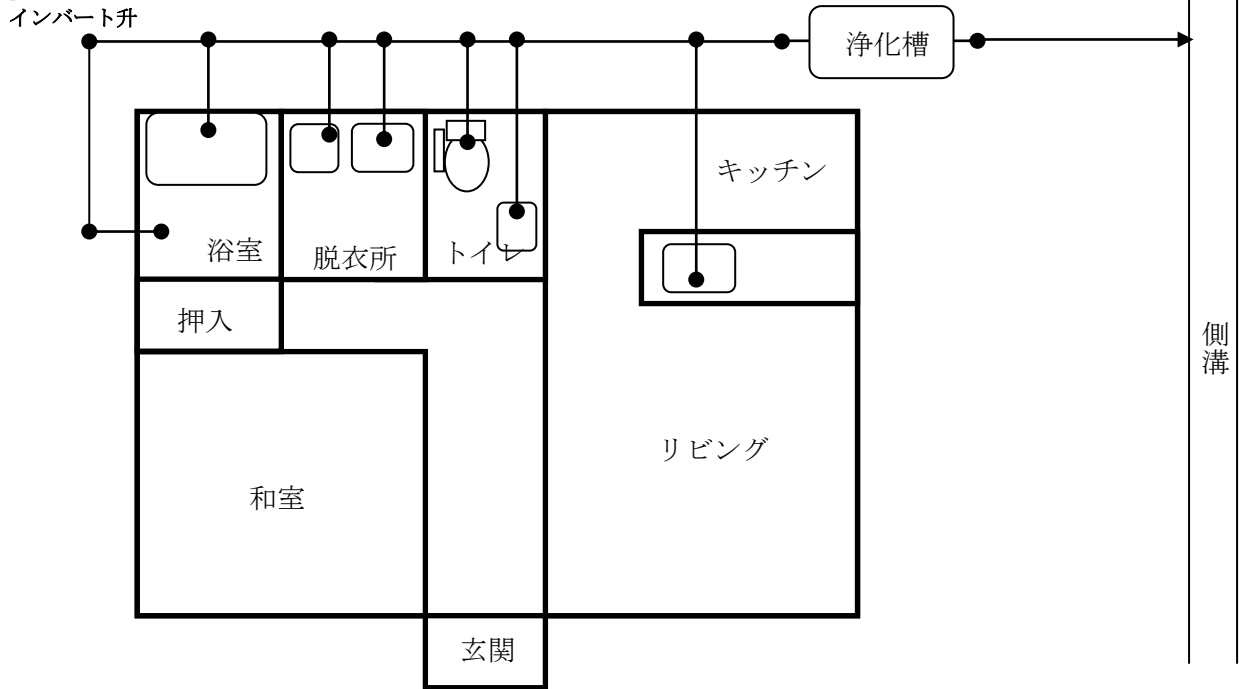 インバート升
浄化槽
キッチン
浴室
脱衣所
トイレ
押入
側溝
リビング
和室
玄関